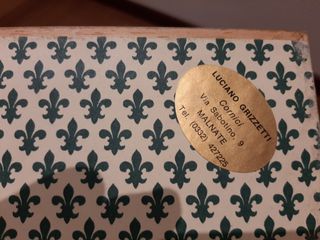 LUCIANO GRIZZETTI
Cornici
Via Sabotino, 9
MALNATE
Tel. (0332) 427225